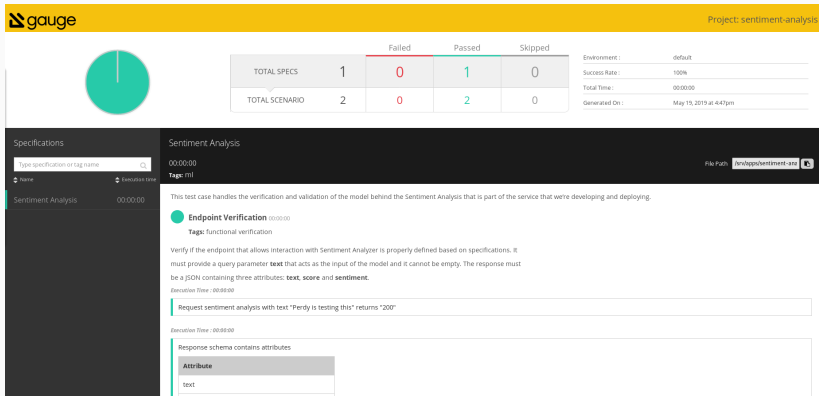 gauge
Project: sentiment-analysis
Failed Passed Skipped
TOTAL SPECS 1 0 1 0
TOTAL SCENARIO 2 0 2 0
Environment : default
Success Rate : 100%
Total Time : 00:00:00
Generated On : May 19, 2019 at 4:47pm
Specifications
Type specification or tag name
Name Execution time
Sentiment Analysis 00:00:00
Sentiment Analysis
00:00:00
Tags: ml
File Path /srv/apps/sentiment-ana
This test case handles the verification and validation of the model behind the Sentiment Analysis that is part of the service that we're developing and deploying.
Endpoint Verification 00:00:00
Tags: functional verification
Verify if the endpoint that allows interaction with Sentiment Analyzer is properly defined based on specifications. It
must provide a query parameter text that acts as the input of the model and it cannot be empty. The response must
be a JSON containing three attributes: text, score and sentiment.
Execution Time : 00:00:00
Request sentiment analysis with text "Perdy is testing this" returns "200"
Execution Time : 00:00:00
Response schema contains attributes
Attribute
text